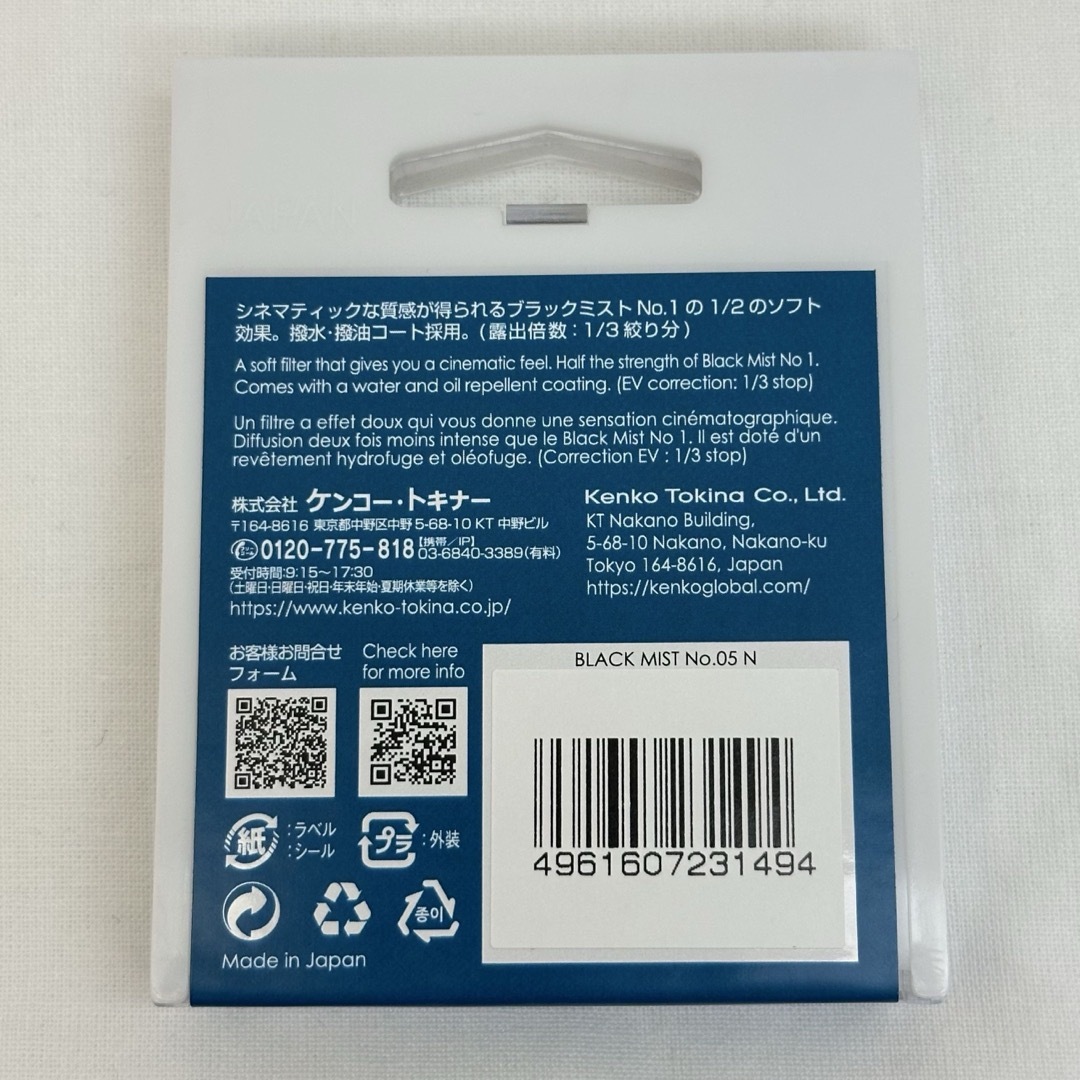 JAPAN
シネマティックな質感が得られるブラックミスト No.1 の 1/2 のソフト
効果。撥水・撥油コート採用。(露出倍数：1/3 絞り分)
A soft filter that gives you a cinematic feel. Half the strength of Black Mist No 1.
Comes with a water and oil repellent coating. (EV correction: 1/3 stop)
Un filtre a effet doux qui vous donne une sensation cinématographique.
Diffusion deux fois moins intense que le Black Mist No 1. Il est doté d'un
revêtement hydrofuge et oléofuge. (Correction EV : 1/3 stop)
株式会社 ケンコー・トキナー
〒164-8616 東京都中野区中野 5-68-10 KT 中野ビル
0120-775-818【携帯／IP】03-6840-3389(有料)
受付時間:9:15～17:30
(土曜日・日曜日・祝日・年末年始・夏期休業等を除く)
https://www.kenko-tokina.co.jp/
Kenko Tokina Co., Ltd.
KT Nakano Building,
5-68-10 Nakano, Nakano-ku
Tokyo 164-8616, Japan
https://kenkoglobal.com/
お客様お問合せ
フォーム
Check here
for more info
紙：ラベル
：シール
プラ：外装
종이
Made in Japan
BLACK MIST No.05 N
4961607231494